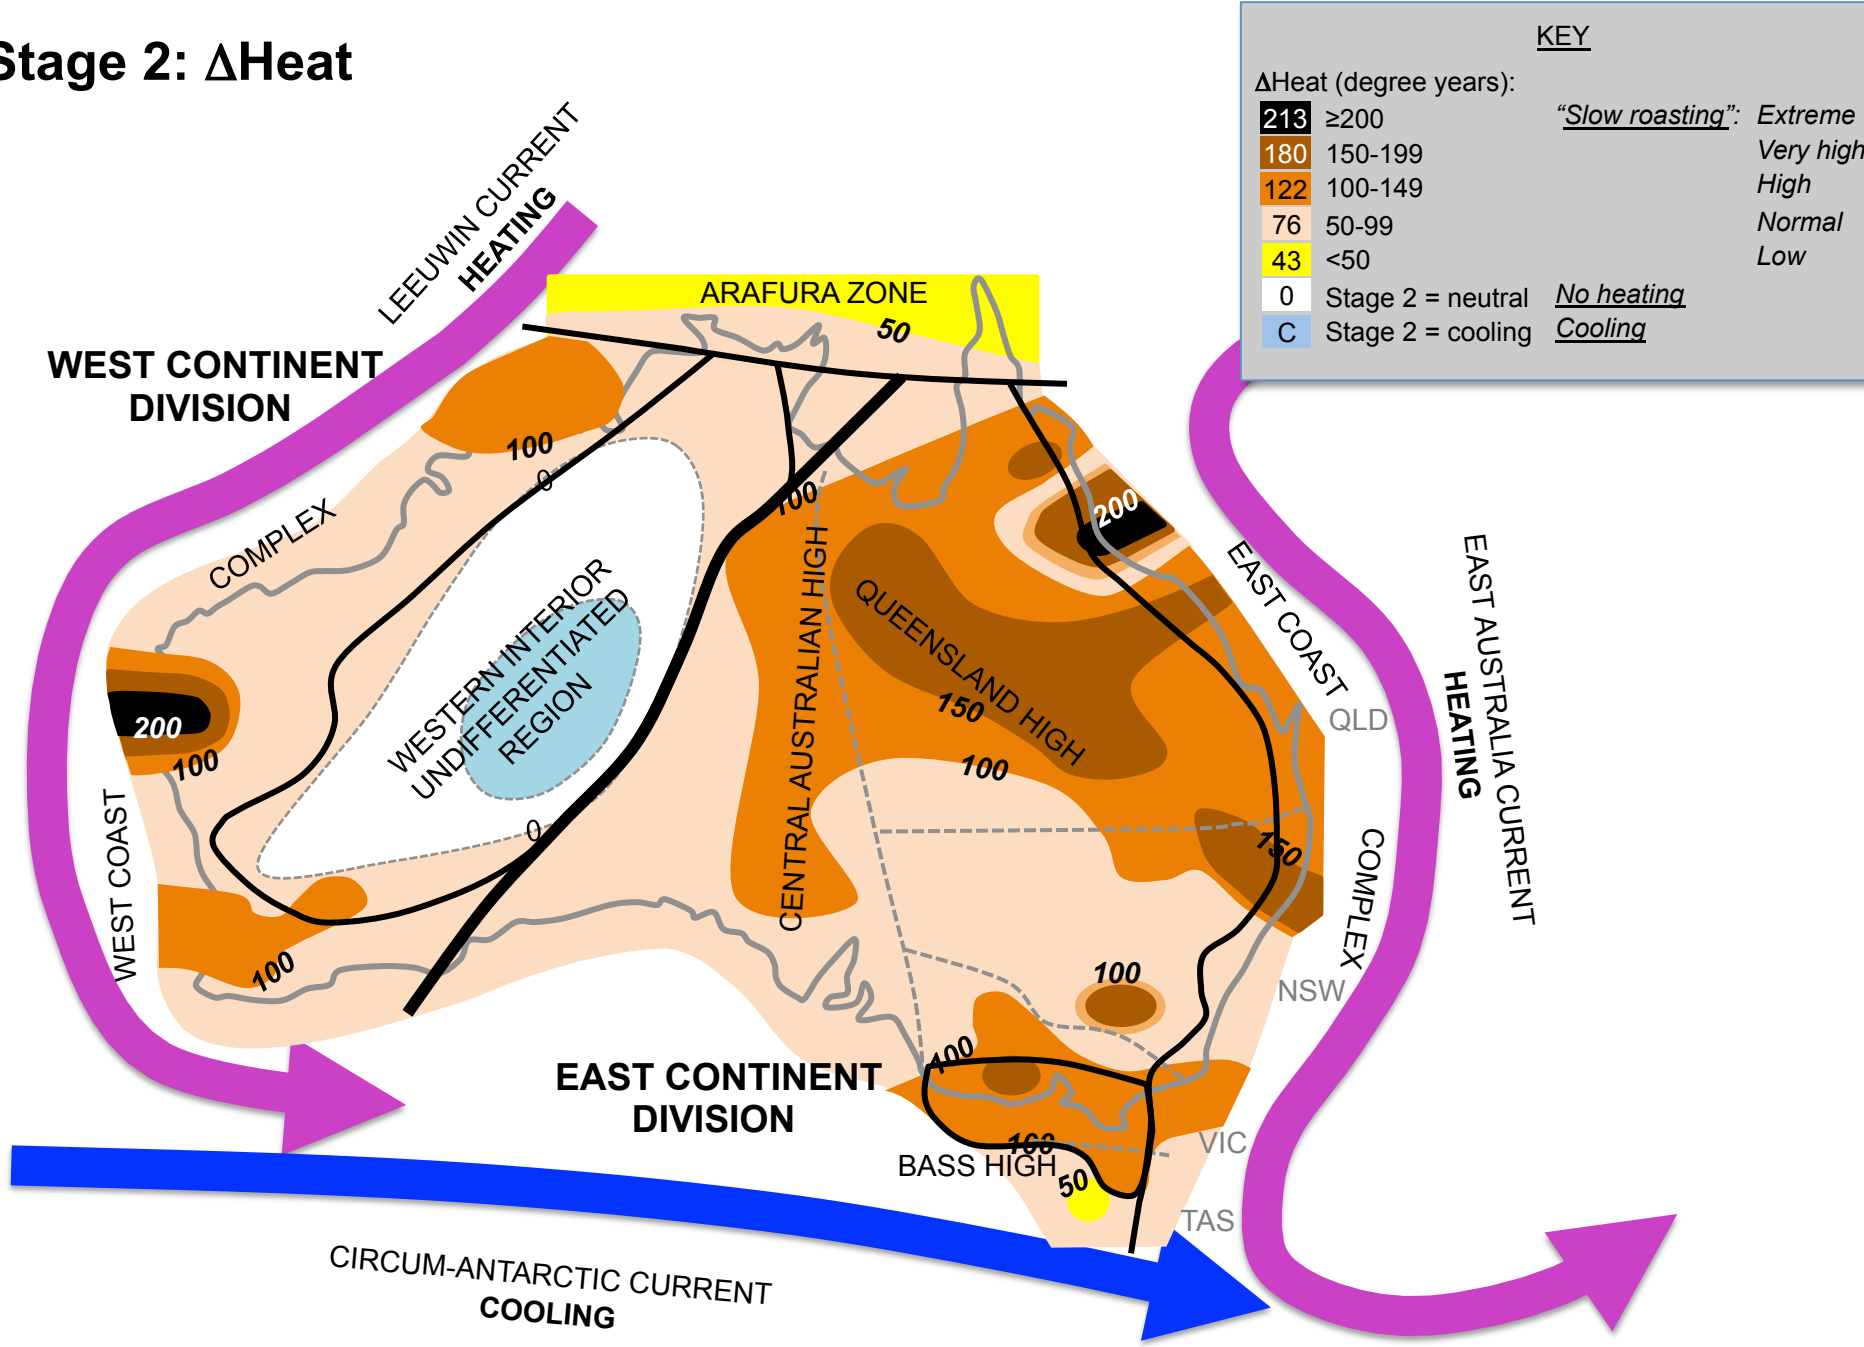 Stage 2: ΔHeat
KEY
ΔHeat (degree years):
213 ≥200 "Slow roasting": Extreme
180 150-199 Very high
122 100-149 High
76 50-99 Normal
43 <50 Low
0 Stage 2 = neutral No heating
C Stage 2 = cooling Cooling
LEEUWIN CURRENT
HEATING
ARAFURA ZONE
50
WEST CONTINENT
DIVISION
100
0
100
200
COMPLEX
EAST COAST
EAST AUSTRALIA CURRENT
HEATING
WESTERN INTERIOR
UNDIFFERENTIATED
REGION
CENTRAL AUSTRALIAN HIGH
QUEENSLAND HIGH
150
QLD
200
100
100
WEST COAST
0
150
COMPLEX
100
100
NSW
100
EAST CONTINENT
DIVISION
100
BASS HIGH
VIC
50
TAS
CIRCUM-ANTARCTIC CURRENT
COOLING